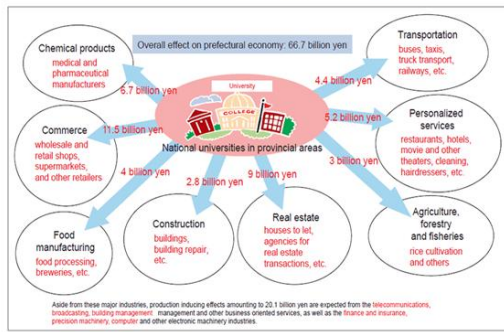 Overall effect on prefectural economy: 66.7 billion yen
Chemical products
medical and
pharmaceutical
manufacturers
6.7 billion yen
Transportation
buses, taxis,
truck transport,
railways, etc.
4.4 billion yen
University
COLLEGE
National universities in provincial areas
Commerce
wholesale and
retail shops,
supermarkets,
and other retailers
11.5 billion yen
Personalized
services
restaurants, hotels,
movie and other
theaters, cleaning,
hairdressers, etc.
5.2 billion yen
4 billion yen
2.8 billion yen
9 billion yen
3 billion yen
Food
manufacturing
food processing,
breweries, etc.
Construction
buildings,
building repair,
etc.
Real estate
houses to let,
agencies for
real estate
transactions, etc.
Agriculture,
forestry
and fisheries
rice cultivation
and others
Aside from these major industries, production inducing effects amounting to 20.1 billion yen are expected from the telecommunications,
broadcasting, building management management and other business oriented services, as well as the finance and insurance,
precision machinery, computer and other electronic machinery industries.